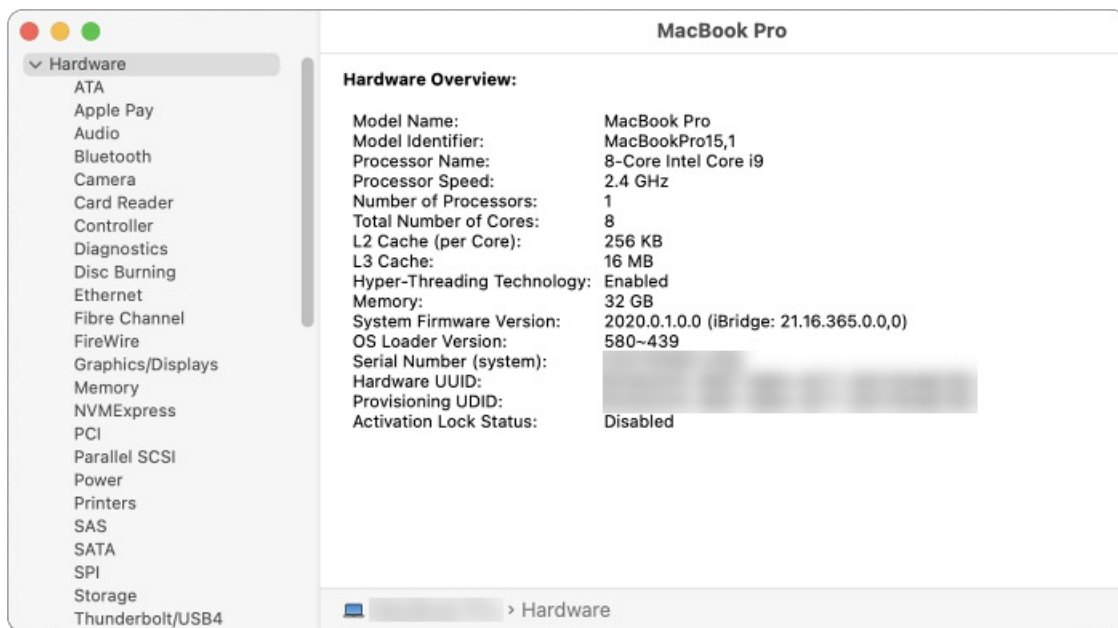 MacBook Pro
Hardware
ATA
Apple Pay
Audio
Bluetooth
Camera
Card Reader
Controller
Diagnostics
Disc Burning
Ethernet
Fibre Channel
FireWire
Graphics/Displays
Memory
NVMExpress
PCI
Parallel SCSI
Power
Printers
SAS
SATA
SPI
Storage
Thunderbolt/USB4
Hardware Overview:
Model Name: MacBook Pro
Model Identifier: MacBookPro15,1
Processor Name: 8-Core Intel Core i9
Processor Speed: 2.4 GHz
Number of Processors: 1
Total Number of Cores: 8
L2 Cache (per Core): 256 KB
L3 Cache: 16 MB
Hyper-Threading Technology: Enabled
Memory: 32 GB
System Firmware Version: 2020.0.1.0.0 (iBridge: 21.16.365.0.0,0)
OS Loader Version: 580~439
Serial Number (system):
Hardware UUID:
Provisioning UDID:
Activation Lock Status: Disabled
› Hardware